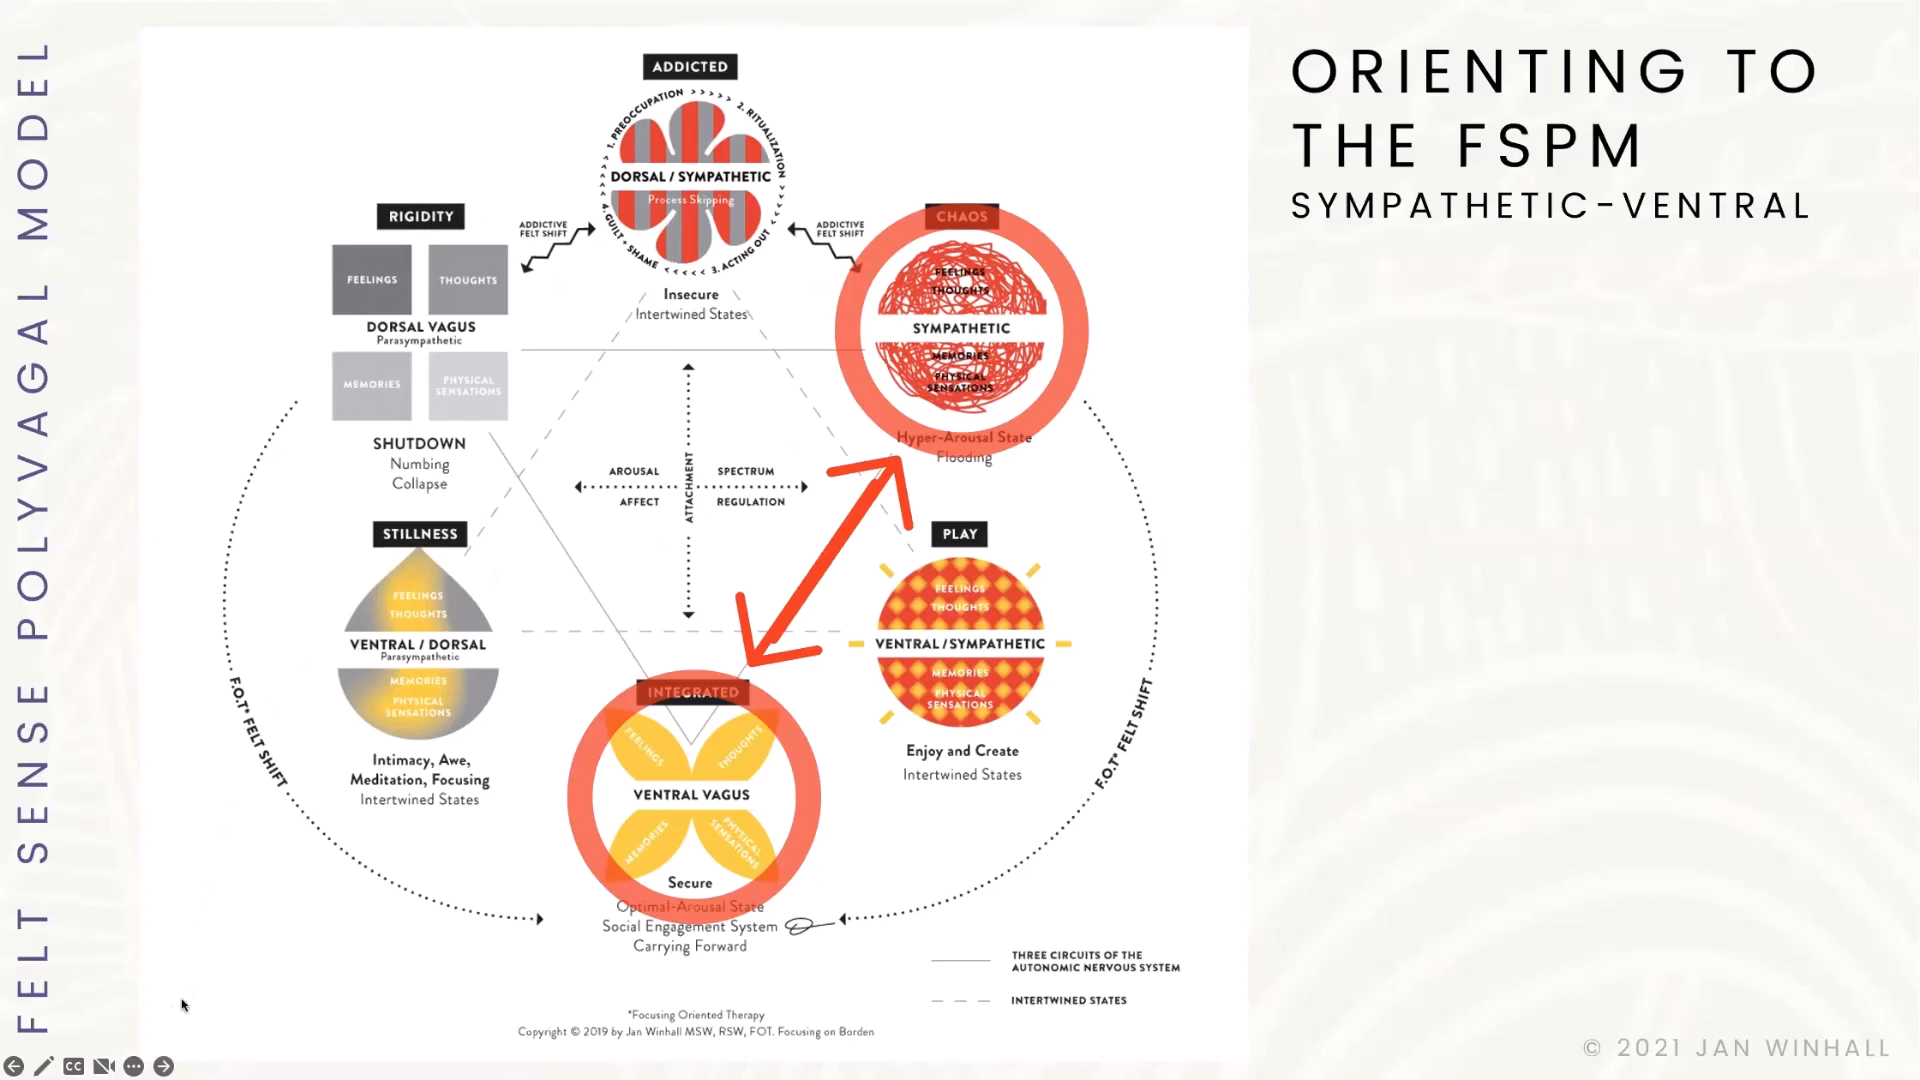 FELT SENSE POLYVAGAL MODEL
ORIENTING TO
THE FSPM
SYMPATHETIC-VENTRAL
ADDICTED
1. PREOCCUPATION > > > > > 2. RITUALIZATION > > > > > 3. ACTING OUT < < < < < 4. GUILT + SHAME > > > > >
DORSAL / SYMPATHETIC
Process Skipping
Insecure
Intertwined States
ADDICTIVE
FELT SHIFT
ADDICTIVE
FELT SHIFT
RIGIDITY
FEELINGS
THOUGHTS
DORSAL VAGUS
Parasympathetic
MEMORIES
PHYSICAL
SENSATIONS
SHUTDOWN
Numbing
Collapse
CHAOS
FEELINGS
THOUGHTS
SYMPATHETIC
MEMORIES
PHYSICAL
SENSATIONS
Hyper-Arousal State
Flooding
AROUSAL
SPECTRUM
AFFECT
REGULATION
ATTACHMENT
STILLNESS
FEELINGS
THOUGHTS
VENTRAL / DORSAL
Parasympathetic
MEMORIES
PHYSICAL
SENSATIONS
Intimacy, Awe,
Meditation, Focusing
Intertwined States
PLAY
FEELINGS
THOUGHTS
VENTRAL / SYMPATHETIC
MEMORIES
PHYSICAL
SENSATIONS
Enjoy and Create
Intertwined States
INTEGRATED
FEELINGS
THOUGHTS
VENTRAL VAGUS
MEMORIES
PHYSICAL
SENSATIONS
Secure
Optimal-Arousal State
Social Engagement System
Carrying Forward
F.O.T* FELT SHIFT
F.O.T* FELT SHIFT
THREE CIRCUITS OF THE
AUTONOMIC NERVOUS SYSTEM
INTERTWINED STATES
*Focusing Oriented Therapy
Copyright © 2019 by Jan Winhall MSW, RSW, FOT. Focusing on Borden
© 2021 JAN WINHALL
CC